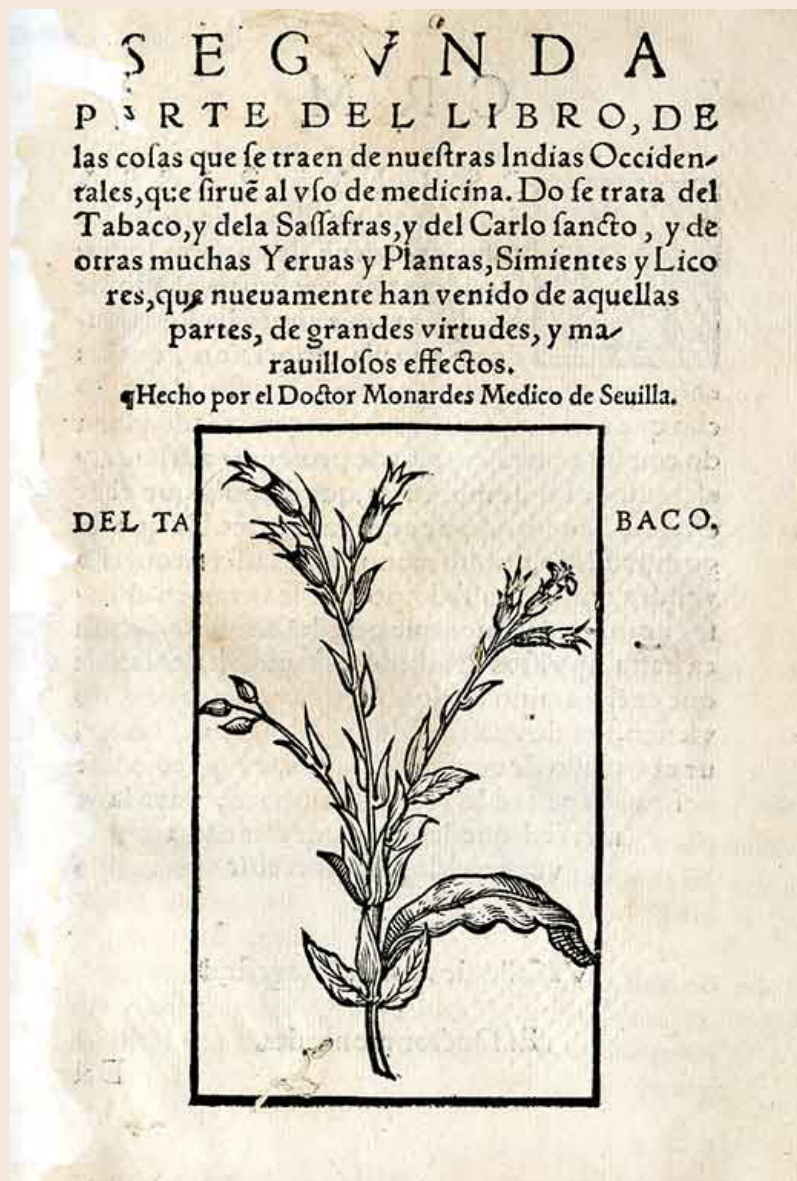 SEGVNDA
PARTE DEL LIBRO, DE
las coſas que ſe traen de nueſtras Indias Occiden-
tales, que ſiruẽ al vſo de medicina. Do ſe trata del
Tabaco, y dela Saſſafras, y del Carlo ſancto, y de
otras muchas Yeruas y Plantas, Simientes y Lico
res, que nueuamente han venido de aquellas
partes, de grandes virtudes, y ma-
rauilloſos effectos.
¶Hecho por el Doctor Monardes Medico de Seuilla.
DEL TA BACO,